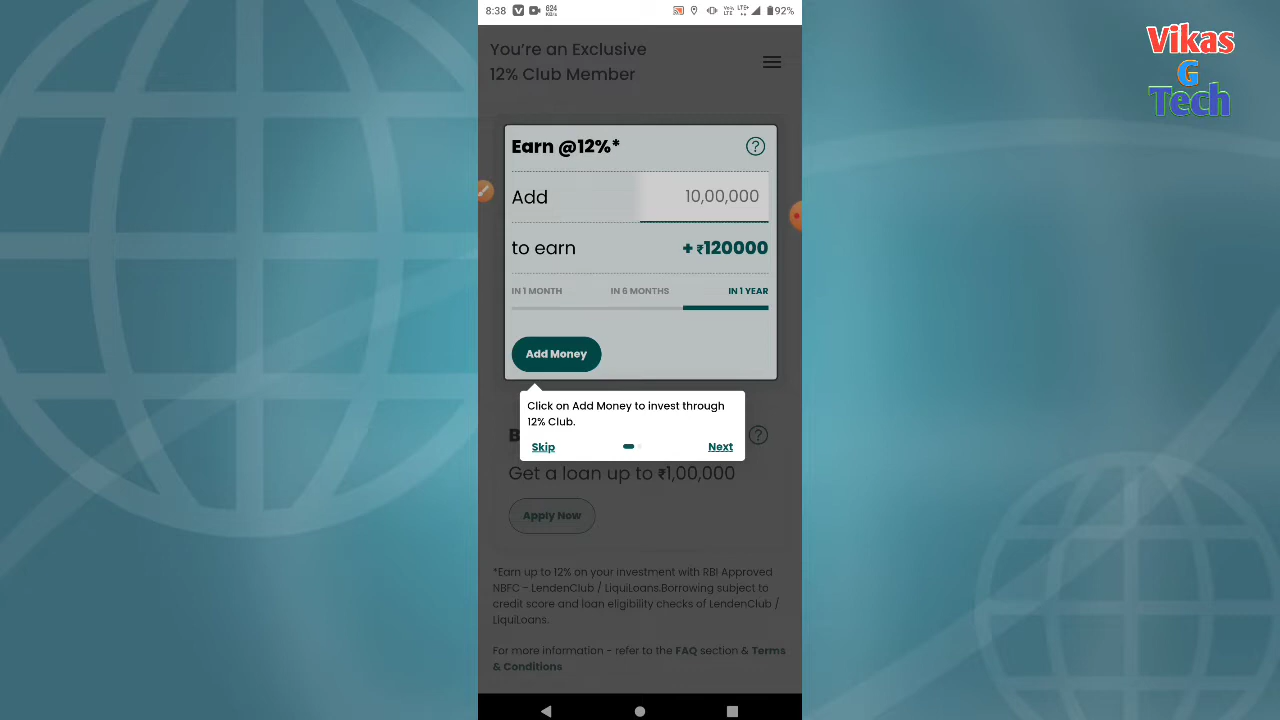 8:38 624 KB/s VoLTE LTE+ 92%
Vikas
G
Tech
You're an Exclusive
12% Club Member
Earn @12%* ?
Add 10,00,000
to earn + ₹120000
IN 1 MONTH IN 6 MONTHS IN 1 YEAR
Add Money
Click on Add Money to invest through
12% Club.
Skip Next
B ?
Get a loan up to ₹1,00,000
Apply Now
*Earn up to 12% on your investment with RBI Approved
NBFC - LendenClub / LiquiLoans.Borrowing subject to
credit score and loan eligibility checks of LendenClub /
LiquiLoans.
For more information - refer to the FAQ section & Terms
& Conditions